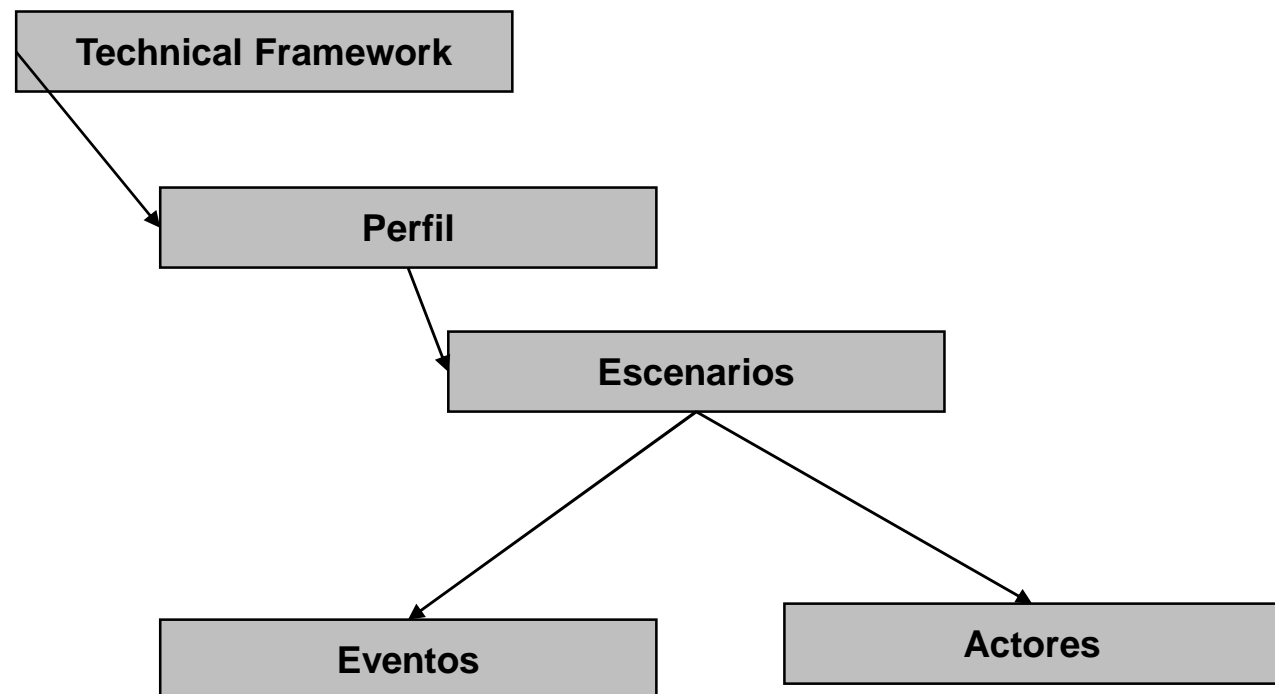 Technical Framework
Perfil
Escenarios
Eventos
Actores